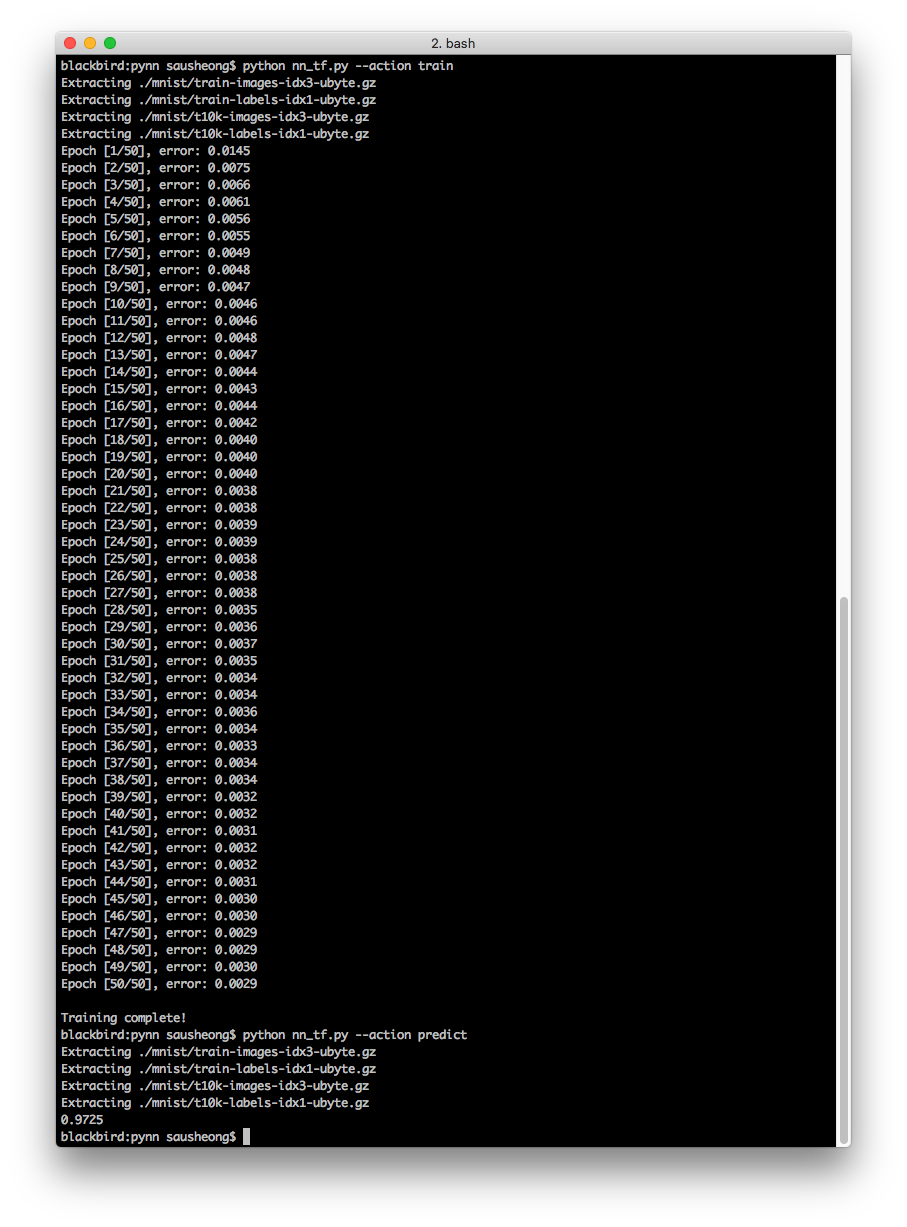 2. bash
blackbird:pynn sausheong$ python nn_tf.py --action train
Extracting ./mnist/train-images-idx3-ubyte.gz
Extracting ./mnist/train-labels-idx1-ubyte.gz
Extracting ./mnist/t10k-images-idx3-ubyte.gz
Extracting ./mnist/t10k-labels-idx1-ubyte.gz
Epoch [1/50], error: 0.0145
Epoch [2/50], error: 0.0075
Epoch [3/50], error: 0.0066
Epoch [4/50], error: 0.0061
Epoch [5/50], error: 0.0056
Epoch [6/50], error: 0.0055
Epoch [7/50], error: 0.0049
Epoch [8/50], error: 0.0048
Epoch [9/50], error: 0.0047
Epoch [10/50], error: 0.0046
Epoch [11/50], error: 0.0046
Epoch [12/50], error: 0.0048
Epoch [13/50], error: 0.0047
Epoch [14/50], error: 0.0044
Epoch [15/50], error: 0.0043
Epoch [16/50], error: 0.0044
Epoch [17/50], error: 0.0042
Epoch [18/50], error: 0.0040
Epoch [19/50], error: 0.0040
Epoch [20/50], error: 0.0040
Epoch [21/50], error: 0.0038
Epoch [22/50], error: 0.0038
Epoch [23/50], error: 0.0039
Epoch [24/50], error: 0.0039
Epoch [25/50], error: 0.0038
Epoch [26/50], error: 0.0038
Epoch [27/50], error: 0.0038
Epoch [28/50], error: 0.0035
Epoch [29/50], error: 0.0036
Epoch [30/50], error: 0.0037
Epoch [31/50], error: 0.0035
Epoch [32/50], error: 0.0034
Epoch [33/50], error: 0.0034
Epoch [34/50], error: 0.0036
Epoch [35/50], error: 0.0034
Epoch [36/50], error: 0.0033
Epoch [37/50], error: 0.0034
Epoch [38/50], error: 0.0034
Epoch [39/50], error: 0.0032
Epoch [40/50], error: 0.0032
Epoch [41/50], error: 0.0031
Epoch [42/50], error: 0.0032
Epoch [43/50], error: 0.0032
Epoch [44/50], error: 0.0031
Epoch [45/50], error: 0.0030
Epoch [46/50], error: 0.0030
Epoch [47/50], error: 0.0029
Epoch [48/50], error: 0.0029
Epoch [49/50], error: 0.0030
Epoch [50/50], error: 0.0029
Training complete!
blackbird:pynn sausheong$ python nn_tf.py --action predict
Extracting ./mnist/train-images-idx3-ubyte.gz
Extracting ./mnist/train-labels-idx1-ubyte.gz
Extracting ./mnist/t10k-images-idx3-ubyte.gz
Extracting ./mnist/t10k-labels-idx1-ubyte.gz
0.9725
blackbird:pynn sausheong$